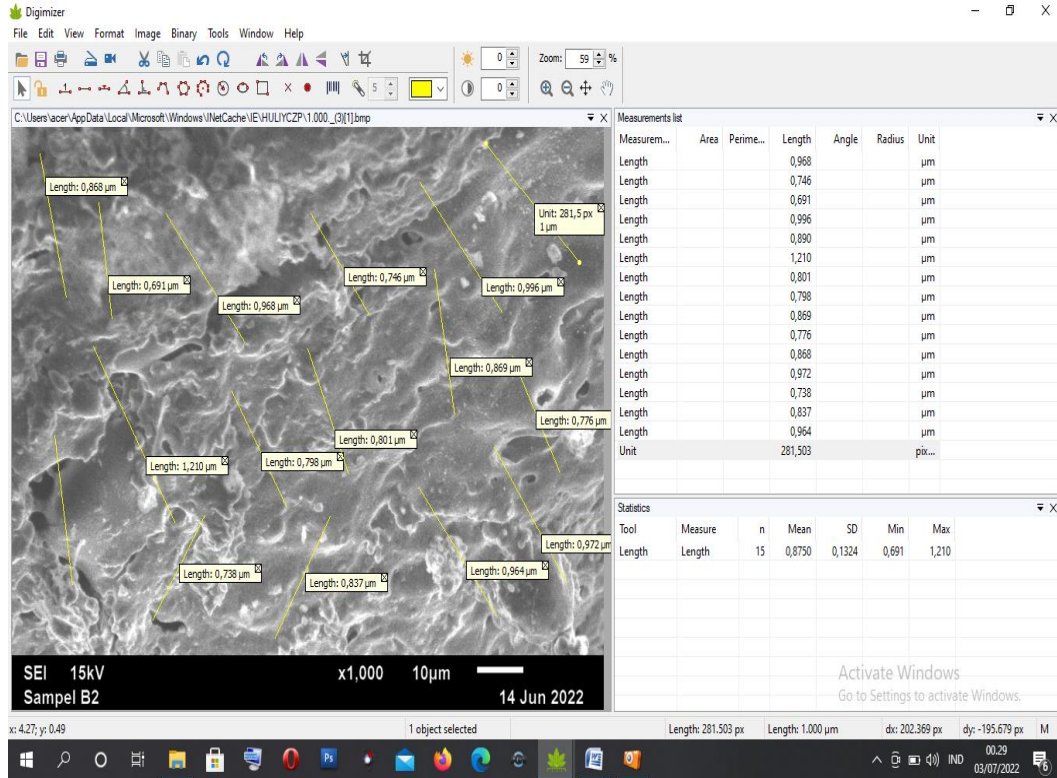 Digimizer
File Edit View Format Image Binary Tools Window Help
0 Zoom: 59 %
5 0
C:\Users\acer\AppData\Local\Microsoft\Windows\INetCache\IE\HULIYCZP\1.000._(3)[1].bmp
Length: 0,868 µm
Unit: 281,5 px
1 µm
Length: 0,691 µm
Length: 0,746 µm
Length: 0,996 µm
Length: 0,968 µm
Length: 0,869 µm
Length: 0,776 µm
Length: 0,801 µm
Length: 1,210 µm
Length: 0,798 µm
Length: 0,972 µm
Length: 0,738 µm
Length: 0,837 µm
Length: 0,964 µm
SEI 15kV x1,000 10µm
Sampel B2 14 Jun 2022
Measurements list
Measurem... Area Perime... Length Angle Radius Unit
Length 0,968 µm
Length 0,746 µm
Length 0,691 µm
Length 0,996 µm
Length 0,890 µm
Length 1,210 µm
Length 0,801 µm
Length 0,798 µm
Length 0,869 µm
Length 0,776 µm
Length 0,868 µm
Length 0,972 µm
Length 0,738 µm
Length 0,837 µm
Length 0,964 µm
Unit 281,503 pix...
Statistics
Tool Measure n Mean SD Min Max
Length Length 15 0,8750 0,1324 0,691 1,210
Activate Windows
Go to Settings to activate Windows.
x: 4.27; y: 0.49 1 object selected Length: 281.503 px Length: 1.000 µm dx: 202.369 px dy: -195.679 px M
Ps IND 00.29
03/07/2022 6